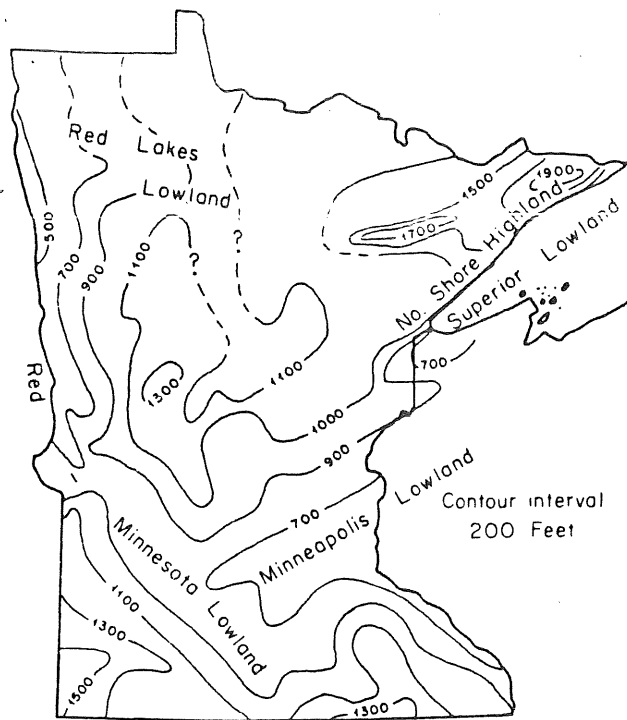 Red
Lakes
Lowland
500
700
900
1100
?
?
1500
1900
1700
No. Shore Highland
Superior Lowland
700
Red
1300
1100
1000
900
700
Minneapolis Lowland
Contour interval
200 Feet
Minnesota Lowland
1100
1300
1500
1300